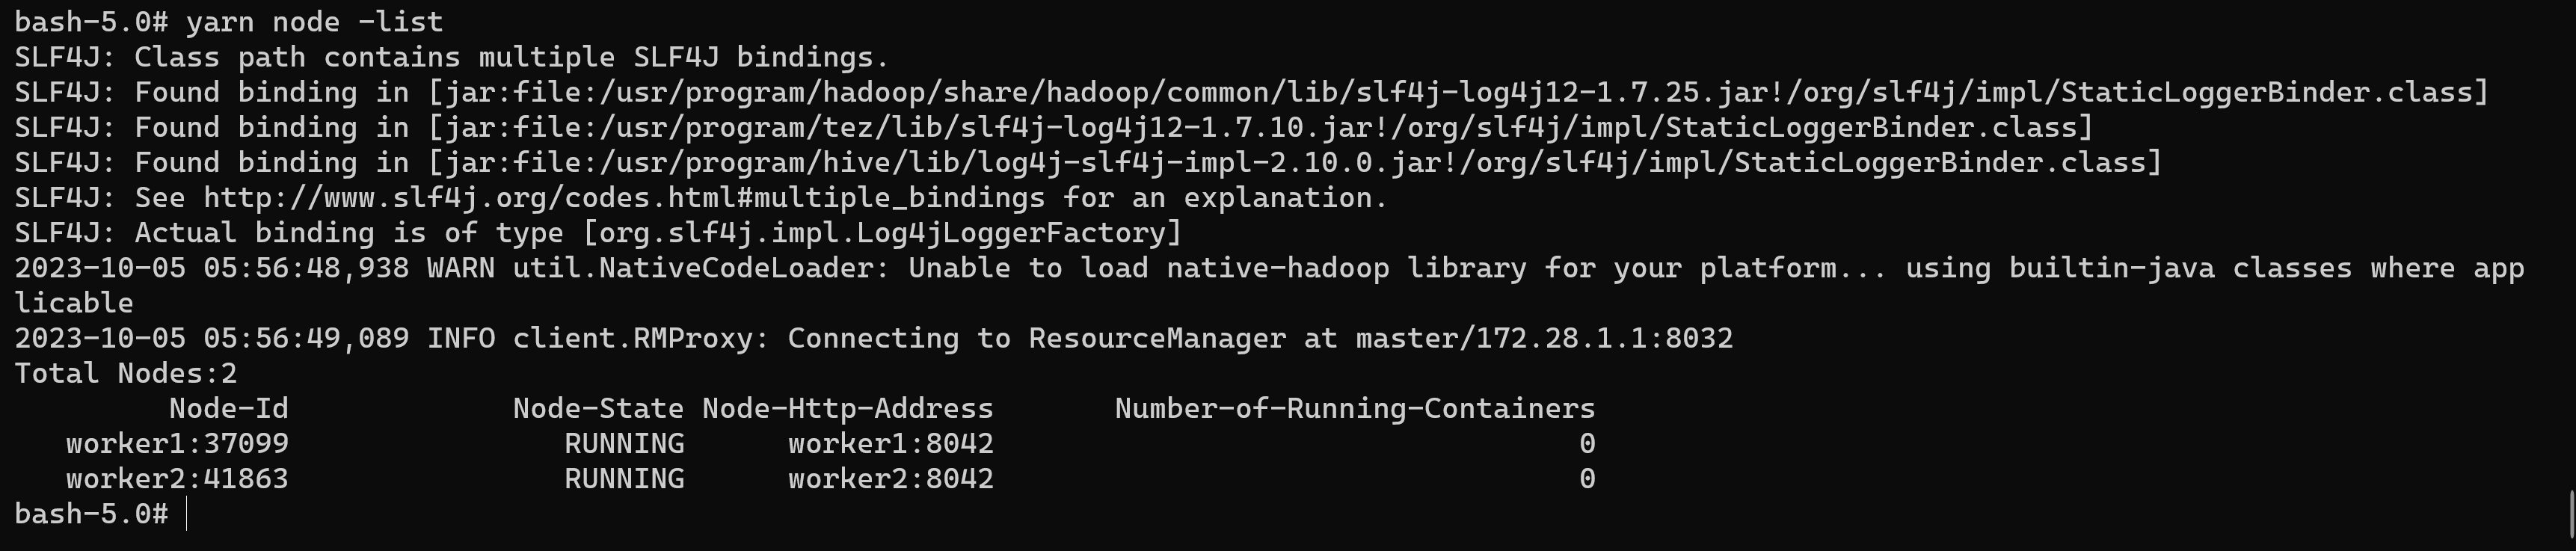 bash-5.0# yarn node -list
SLF4J: Class path contains multiple SLF4J bindings.
SLF4J: Found binding in [jar:file:/usr/program/hadoop/share/hadoop/common/lib/slf4j-log4j12-1.7.25.jar!/org/slf4j/impl/StaticLoggerBinder.class]
SLF4J: Found binding in [jar:file:/usr/program/tez/lib/slf4j-log4j12-1.7.10.jar!/org/slf4j/impl/StaticLoggerBinder.class]
SLF4J: Found binding in [jar:file:/usr/program/hive/lib/log4j-slf4j-impl-2.10.0.jar!/org/slf4j/impl/StaticLoggerBinder.class]
SLF4J: See http://www.slf4j.org/codes.html#multiple_bindings for an explanation.
SLF4J: Actual binding is of type [org.slf4j.impl.Log4jLoggerFactory]
2023-10-05 05:56:48,938 WARN util.NativeCodeLoader: Unable to load native-hadoop library for your platform... using builtin-java classes where app
licable
2023-10-05 05:56:49,089 INFO client.RMProxy: Connecting to ResourceManager at master/172.28.1.1:8032
Total Nodes:2
         Node-Id             Node-State Node-Http-Address       Number-of-Running-Containers
   worker1:37099                RUNNING      worker1:8042                                  0
   worker2:41863                RUNNING      worker2:8042                                  0
bash-5.0#